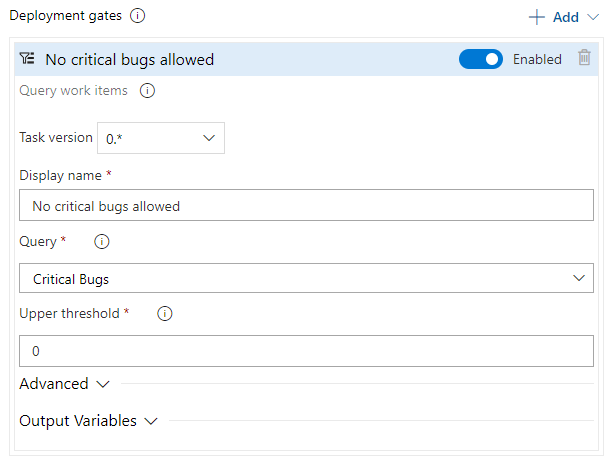 Deployment gates
Add
No critical bugs allowed
Enabled
Query work items
Task version 0.*
Display name *
No critical bugs allowed
Query *
Critical Bugs
Upper threshold *
0
Advanced
Output Variables